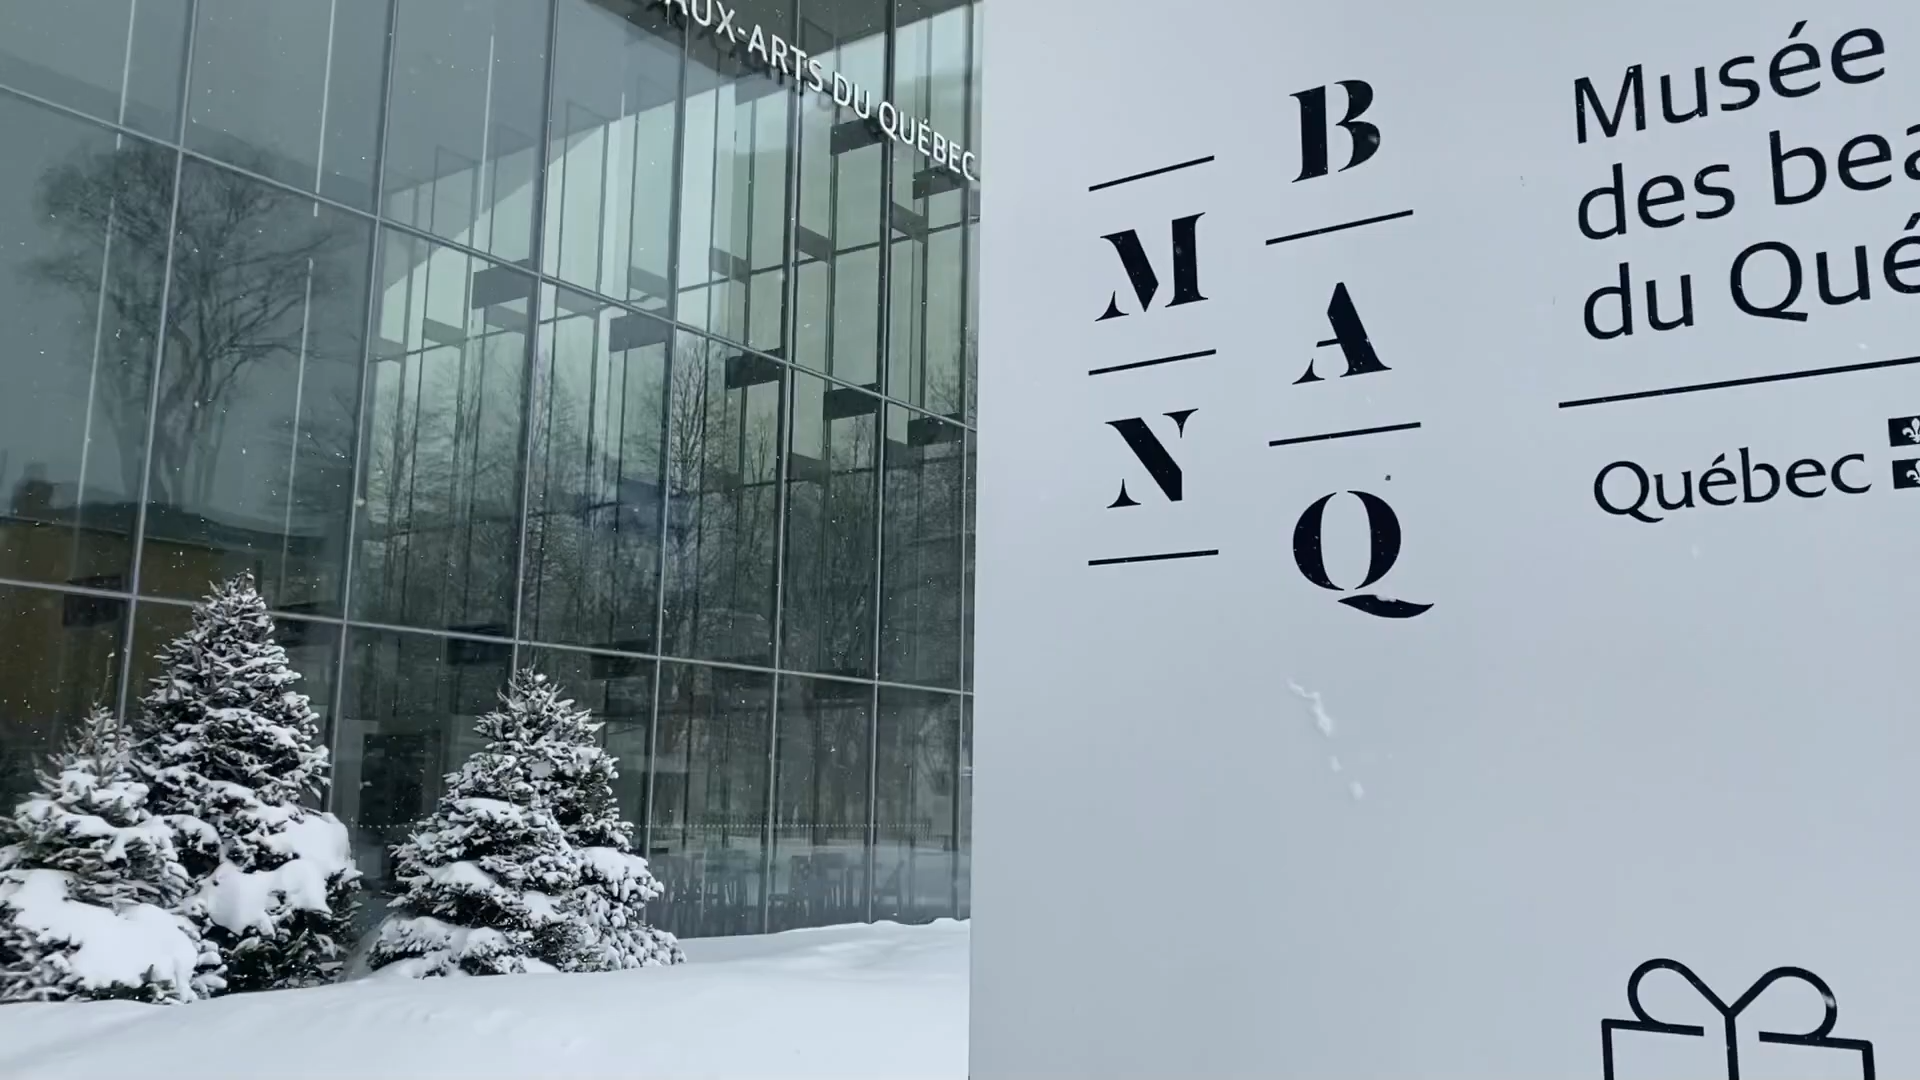 AUX-ARTS DU QUÉBEC
B
M
A
N
Q
Musée
des bea
du Qué
Québec